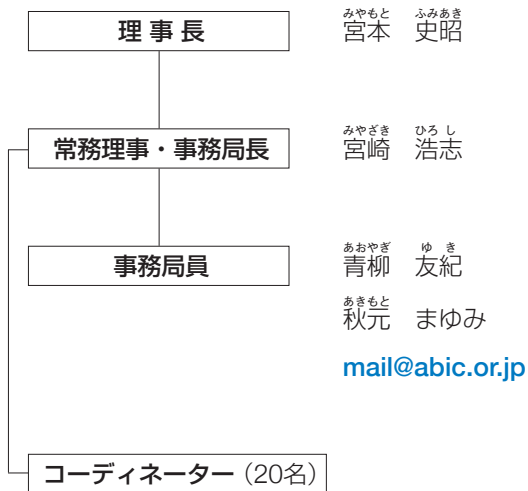 理事長
みやもと ふみあき
宮本 史昭
常務理事・事務局長
みやざき ひろし
宮崎 浩志
事務局員
あおやぎ ゆき
青柳 友紀
あきもと
秋元 まゆみ
mail@abic.or.jp
コーディネーター（20名）